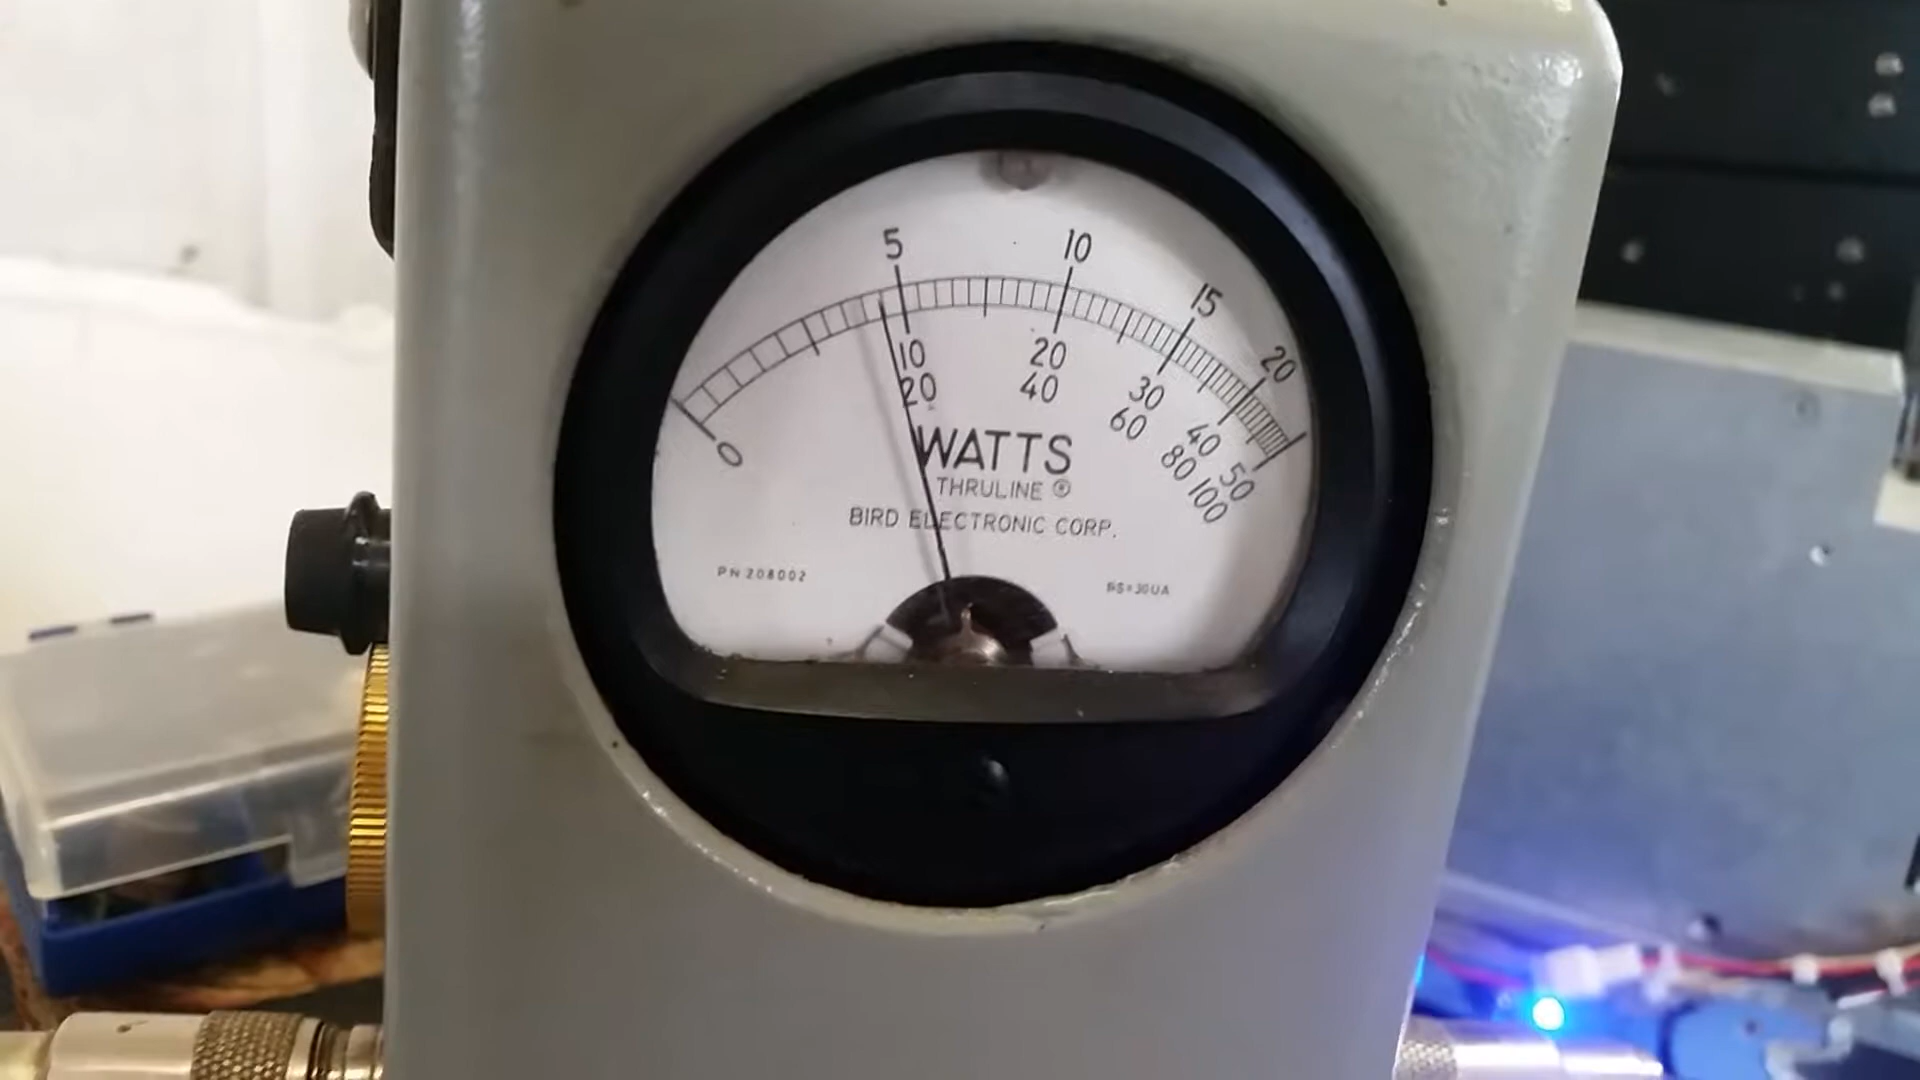 5 10 15 20
0 10 20 30 40 50
20 40 60 80 100
WATTS
THRULINE ®
BIRD ELECTRONIC CORP.
PN 208002 FS=30UA